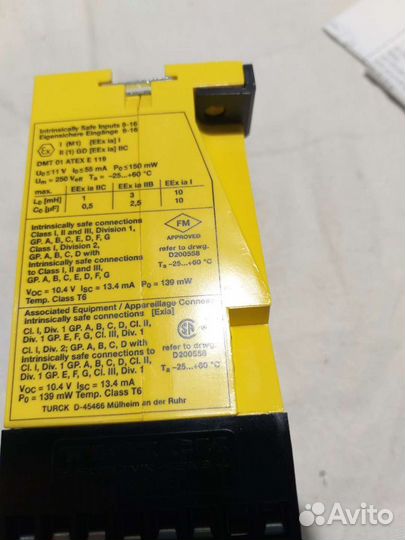 Intrinsically Safe Inputs 8-16
Eigensichere Eingänge 8-16
Ex I (M1) [EEx ia] I
II (1) GD [EEx ia] IIC
DMT 01 ATEX E 118
U₀≤11 V I₀≤55 mA P₀≤150 mW
Uₘ = 250 Veff Tₐ = –25...+60 °C
max. EEx ia IIC EEx ia IIB EEx ia I
L₀ [mH] 1 3 10
C₀ [µF] 0,5 2,5 10
Intrinsically safe connections
Class I, II and III, Division 1,
GP. A, B, C, E, D, F, G
Class I, Division 2,
GP. A, B, C, D with
Intrinsically safe connections
to Class I, II and III,
GP. A, B, C, D, E, F, G
FM
APPROVED
refer to drwg.
D200558
Tₐ –25...+60 °C
VOC = 10.4 V ISC = 13.4 mA P₀ = 139 mW
Temp. Class T6
Associated Equipment / Appareillage Connex
Intrinsically safe connections [Exia]
Cl. I, Div. 1 GP. A, B, C, D, Cl. II,
Div. 1 GP. E, F, G, Cl. III, Div. 1
Cl. I, Div. 2; GP. A, B, C, D with
Intrinsically safe connections to
Cl. I, Div. 1 GP. A, B, C, D, Cl. II,
Div. 1 GP. E, F, G, Cl. III, Div. 1
refer to drwg.
D200558
Tₐ –25...+60 °C
VOC = 10.4 V ISC = 13.4 mA
P₀ = 139 mW Temp. Class T6
TURCK D-45466 Mülheim an der Ruhr
Avito